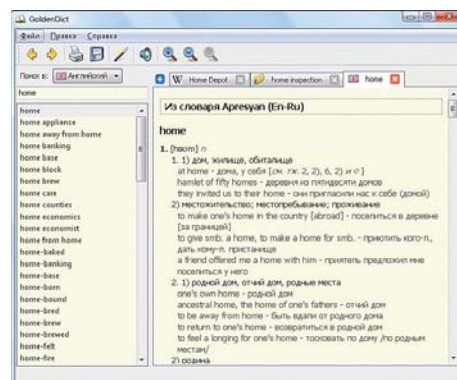 GoldenDict
Файл Правка Справка
Поиск в: Английский
W Home Depot home inspection home
home
home
home appliance
home away from home
home banking
home base
home block
home brew
home care
home counties
home economics
home economist
home from home
home-baked
home-banking
home-base
home-born
home-bound
home-bred
home-brew
home-brewed
home-felt
home-fire
Из словаря Apresyan (En-Ru)
home
1. [həʊm] n
1. 1) дом, жилище, обиталище
at home - дома, у себя [см. тж. 2, 2), 6, 2) и ◊]
hamlet of fifty homes - деревня из пятидесяти домов
they invited us to their home - они пригласили нас к себе (домой)
2) местожительство; местопребывание; проживание
to make one's home in the country [abroad] - поселиться в деревне
[за границей]
to give smb. a home, to make a home for smb. - приютить кого-л.,
дать кому-л. пристанище
a friend offered me a home with him - приятель предложил мне
поселиться у него
2. 1) родной дом, отчий дом, родные места
one's own home - родной дом
ancestral home, the home of one's fathers - отчий дом
to be away from home - быть вдали от родного дома
to return to one's home - возвратиться в родной дом
to feel a longing for one's home - тосковать по дому /по родным
местам/
2) родина